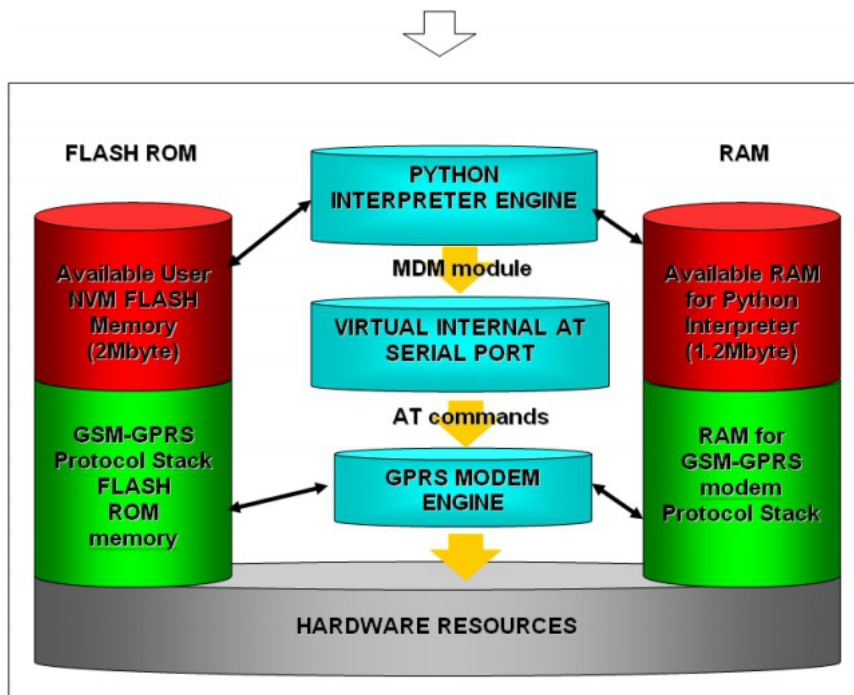 FLASH ROM
RAM
PYTHON
INTERPRETER ENGINE
Available User
NVM FLASH
Memory
(2Mbyte)
MDM module
Available RAM
for Python
Interpreter
(1.2Mbyte)
VIRTUAL INTERNAL AT
SERIAL PORT
AT commands
GSM-GPRS
Protocol Stack
FLASH
ROM
memory
GPRS MODEM
ENGINE
RAM for
GSM-GPRS
modem
Protocol Stack
HARDWARE RESOURCES